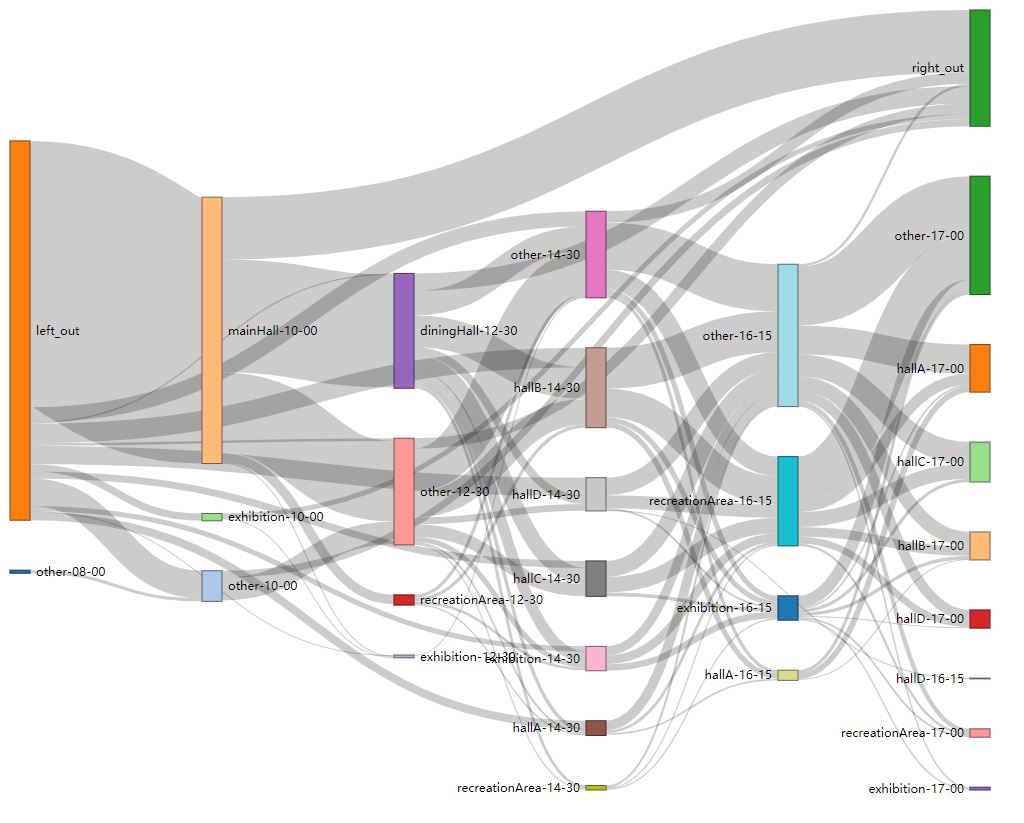 right_out
other-17-00
other-14-30
left_out
mainHall-10-00
diningHall-12-30
other-16-15
hallA-17-00
hallB-14-30
hallC-17-00
other-12-30
hallD-14-30
recreationArea-16-15
exhibition-10-00
hallB-17-00
other-08-00
hallC-14-30
other-10-00
recreationArea-12-30
exhibition-16-15
hallD-17-00
exhibition-12-30
exhibition-14-30
hallA-16-15
hallD-16-15
hallA-14-30
recreationArea-17-00
recreationArea-14-30
exhibition-17-00